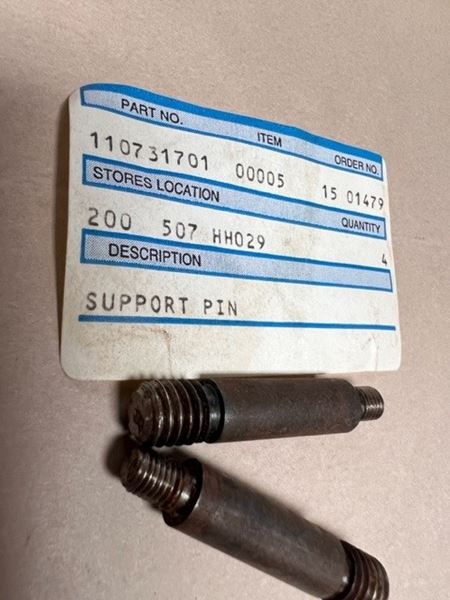 PART NO. ITEM ORDER NO.
110731701 00005 15 01479
STORES LOCATION QUANTITY
200 507 HH029 4
DESCRIPTION
SUPPORT PIN